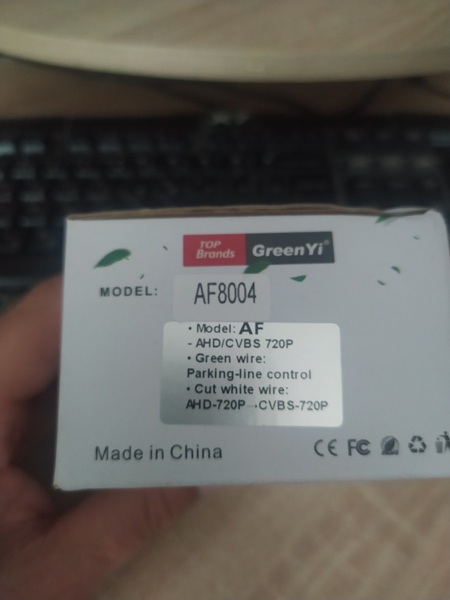 TOP
Brands
GreenYi®
MODEL: AF8004
• Model: AF
- AHD/CVBS 720P
• Green wire:
Parking-line control
• Cut white wire:
AHD-720P→CVBS-720P
Made in China
CE FC